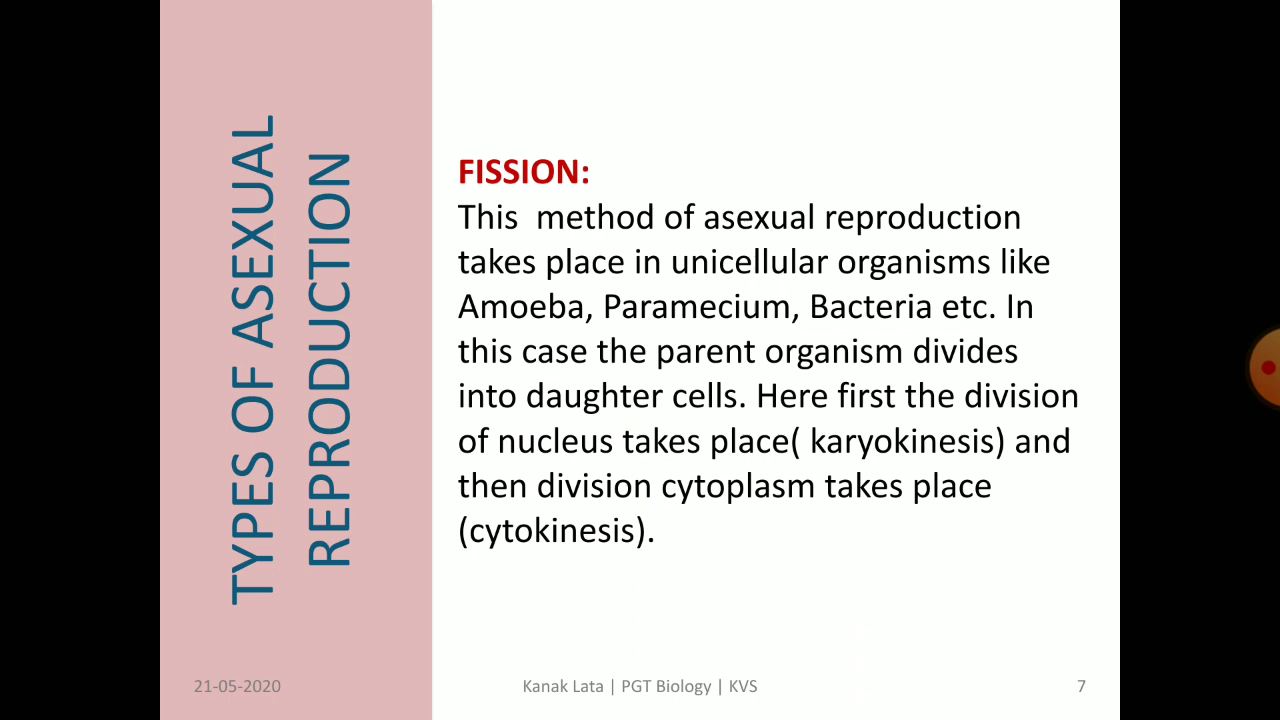 TYPES OF ASEXUAL
REPRODUCTION
FISSION:
This  method of asexual reproduction
takes place in unicellular organisms like
Amoeba, Paramecium, Bacteria etc. In
this case the parent organism divides
into daughter cells. Here first the division
of nucleus takes place( karyokinesis) and
then division cytoplasm takes place
(cytokinesis).
21-05-2020
Kanak Lata | PGT Biology | KVS
7